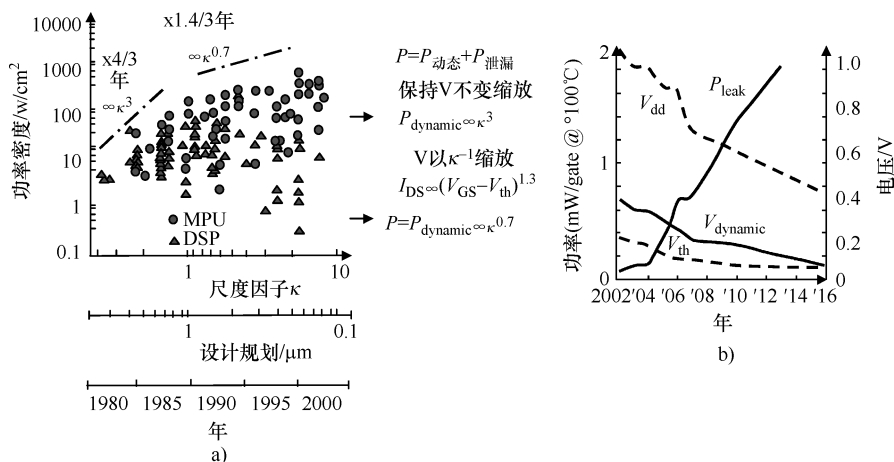 10000
1000
100
10
1
0.1
功率密度/w/cm²
x1.4/3年
∞κ^0.7
x4/3
年
∞κ³
MPU
DSP
1
10
尺度因子κ
1
0.1
设计规划/μm
1980 1985 1990 1995 2000
年
a)
P=P动态+P泄漏
保持V不变缩放
Pdynamic∞κ³
V以κ⁻¹缩放
IDS∞(VGS−Vth)^1.3
P=Pdynamic∞κ^0.7
2
1
0
功率(mW/gate @ °100℃)
Vdd
Pleak
Vdynamic
Vth
1.0
0.8
0.6
0.4
0.2
0
电压/V
2002 '04 '06 '08 '10 '12 '14 '16
年
b)